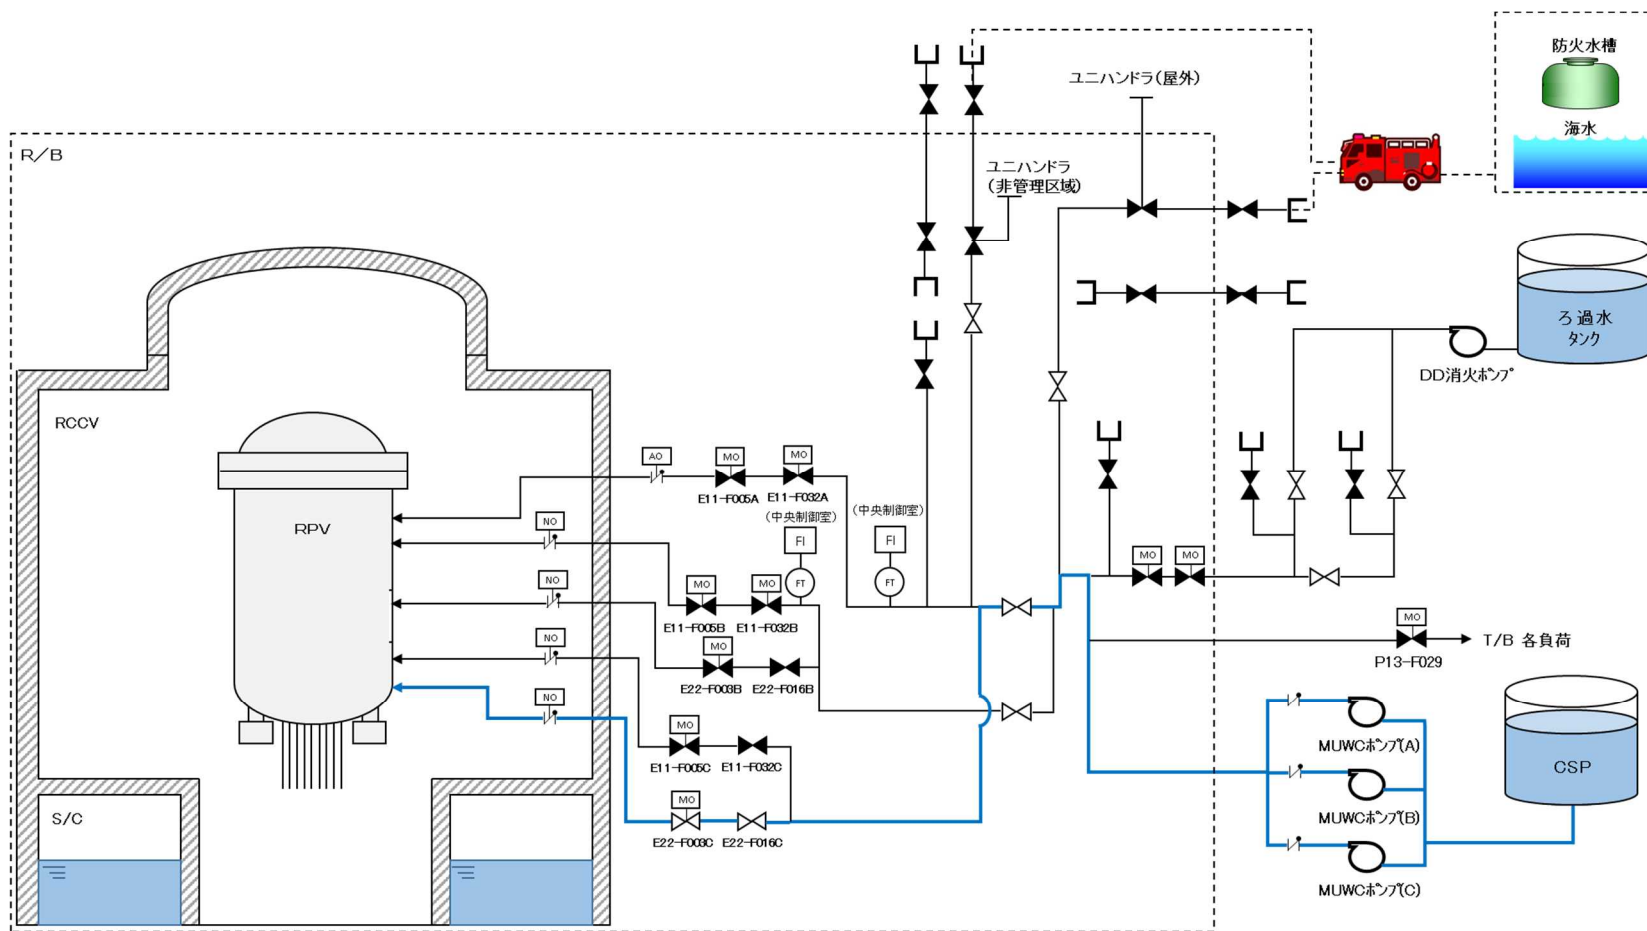 防火水槽
海水
ユニハンドラ(屋外)
R/B
ユニハンドラ
(非管理区域)
ろ過水
タンク
DD消火ポンプ
RCCV
AO
MO
MO
E11-F005A
E11-F032A
(中央制御室)
(中央制御室)
NO
RPV
FI
FI
FT
FT
MO
MO
MO
MO
NO
E11-F005B
E11-F032B
MO
T/B 各負荷
P13-F029
NO
MO
E22-F003B
E22-F016B
NO
MO
MUWCポンプ(A)
E11-F005C
E11-F032C
CSP
S/C
MO
MUWCポンプ(B)
E22-F003C
E22-F016C
MUWCポンプ(C)